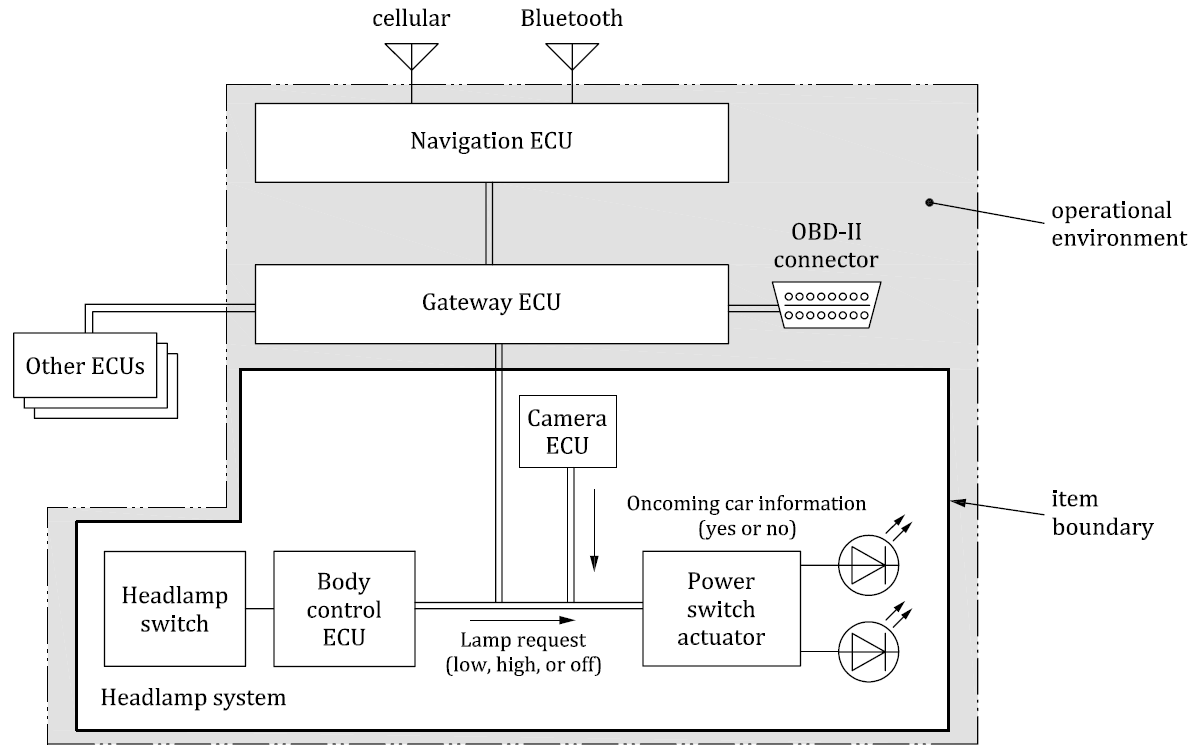 cellular
Bluetooth
Navigation ECU
operational
environment
OBD-II
connector
Gateway ECU
Other ECUs
Camera
ECU
Oncoming car information
(yes or no)
item
boundary
Headlamp
switch
Body
control
ECU
Power
switch
actuator
Lamp request
(low, high, or off)
Headlamp system